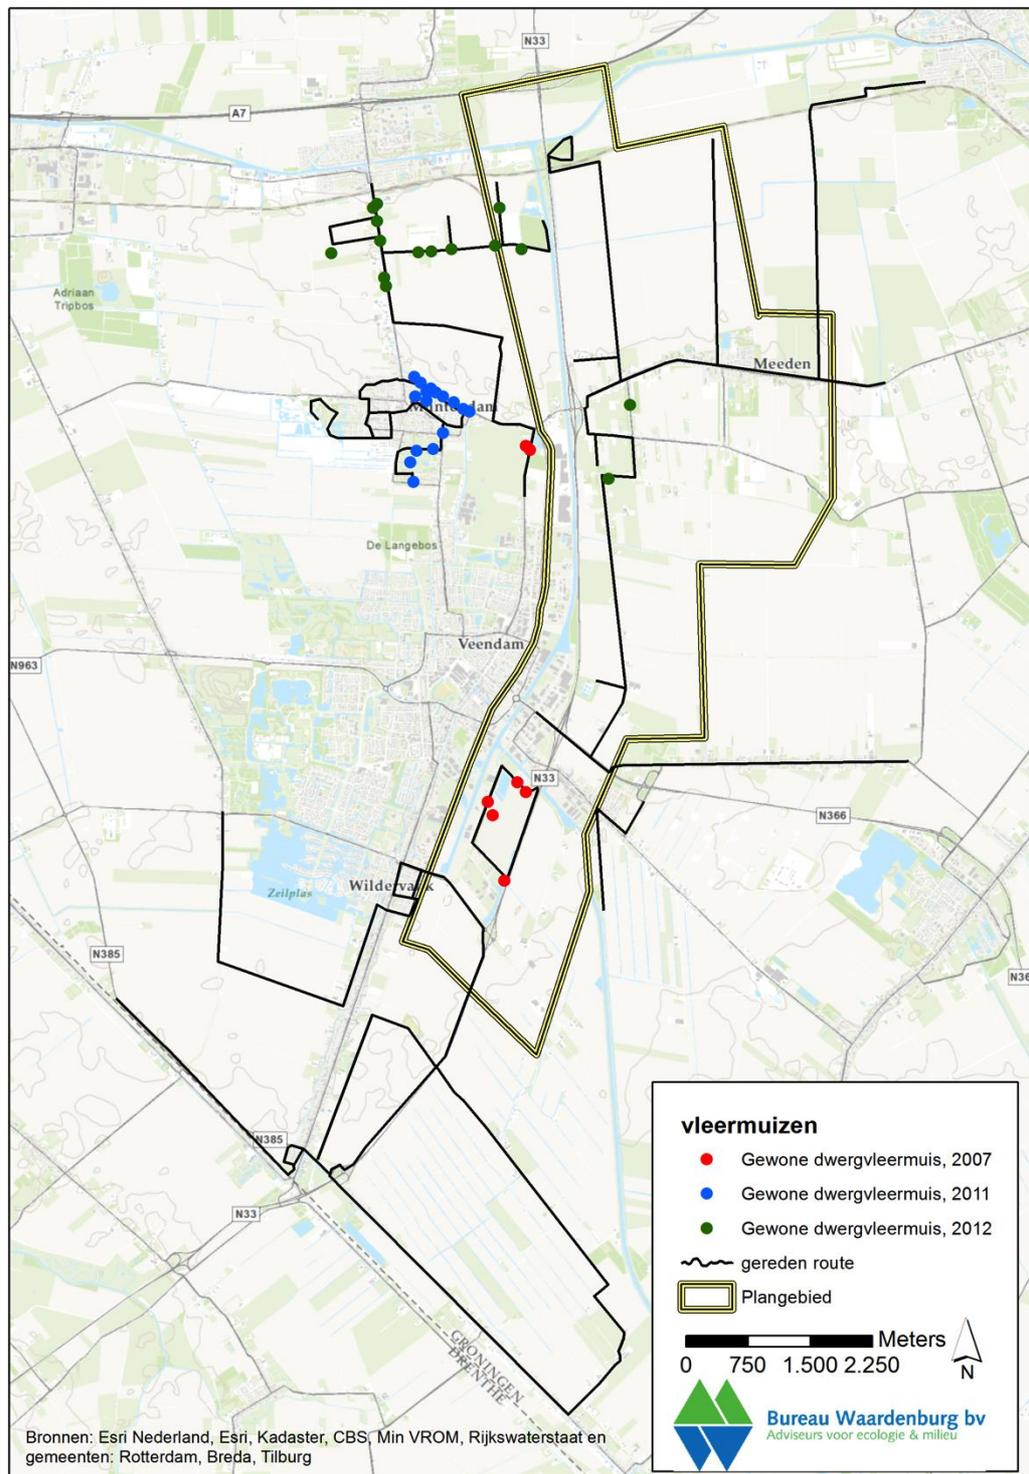 N33
A7
Adriaan
Tripbos
Meeden
Muntendam
De Langebos
Veendam
N963
N33
N366
Wildervank
Zeilplas
N385
N36
N385
N33
GRONINGEN
DRENTHE
vleermuizen
Gewone dwergvleermuis, 2007
Gewone dwergvleermuis, 2011
Gewone dwergvleermuis, 2012
gereden route
Plangebied
Meters
0 750 1.500 2.250
N
Bureau Waardenburg bv
Adviseurs voor ecologie & milieu
Bronnen: Esri Nederland, Esri, Kadaster, CBS, Min VROM, Rijkswaterstaat en
gemeenten: Rotterdam, Breda, Tilburg